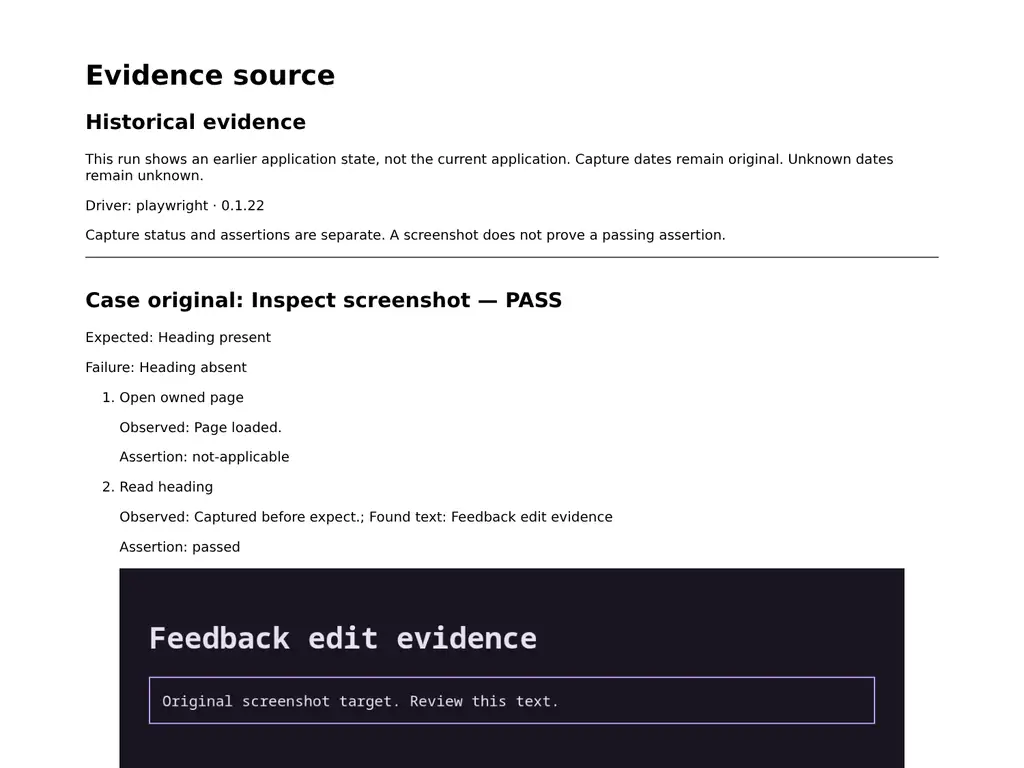 Evidence source
Historical evidence
This run shows an earlier application state, not the current application. Capture dates remain original. Unknown dates
remain unknown.
Driver: playwright · 0.1.22
Capture status and assertions are separate. A screenshot does not prove a passing assertion.
Case original: Inspect screenshot — PASS
Expected: Heading present
Failure: Heading absent
1. Open owned page
Observed: Page loaded.
Assertion: not-applicable
2. Read heading
Observed: Captured before expect.; Found text: Feedback edit evidence
Assertion: passed
Feedback edit evidence
Original screenshot target. Review this text.